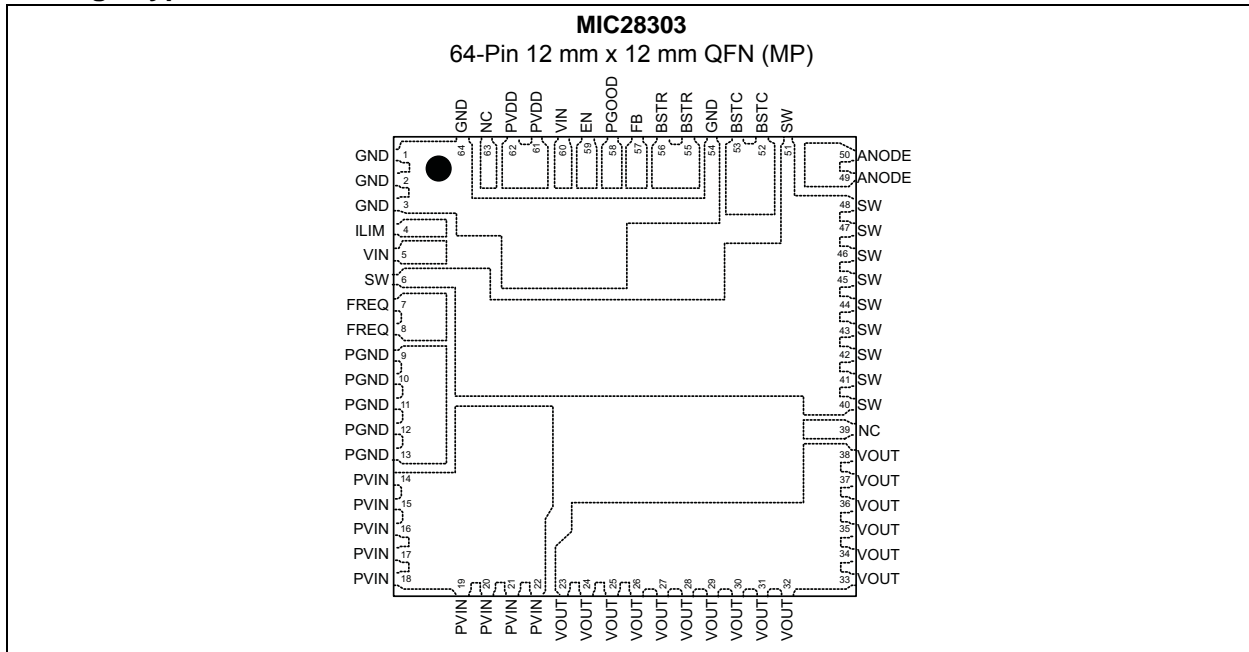 MIC28303
64-Pin 12 mm x 12 mm QFN (MP)
GND NC PVDD PVDD VIN EN PGOOD FB BSTR BSTR GND BSTC BSTC SW
64 63 62 61 60 59 58 57 56 55 54 53 52 51
GND 1
GND 2
GND 3
ILIM 4
VIN 5
SW 6
FREQ 7
FREQ 8
PGND 9
PGND 10
PGND 11
PGND 12
PGND 13
PVIN 14
PVIN 15
PVIN 16
PVIN 17
PVIN 18
50 ANODE
49 ANODE
48 SW
47 SW
46 SW
45 SW
44 SW
43 SW
42 SW
41 SW
40 SW
39 NC
38 VOUT
37 VOUT
36 VOUT
35 VOUT
34 VOUT
33 VOUT
19 20 21 22 23 24 25 26 27 28 29 30 31 32
PVIN PVIN PVIN PVIN VOUT VOUT VOUT VOUT VOUT VOUT VOUT VOUT VOUT VOUT